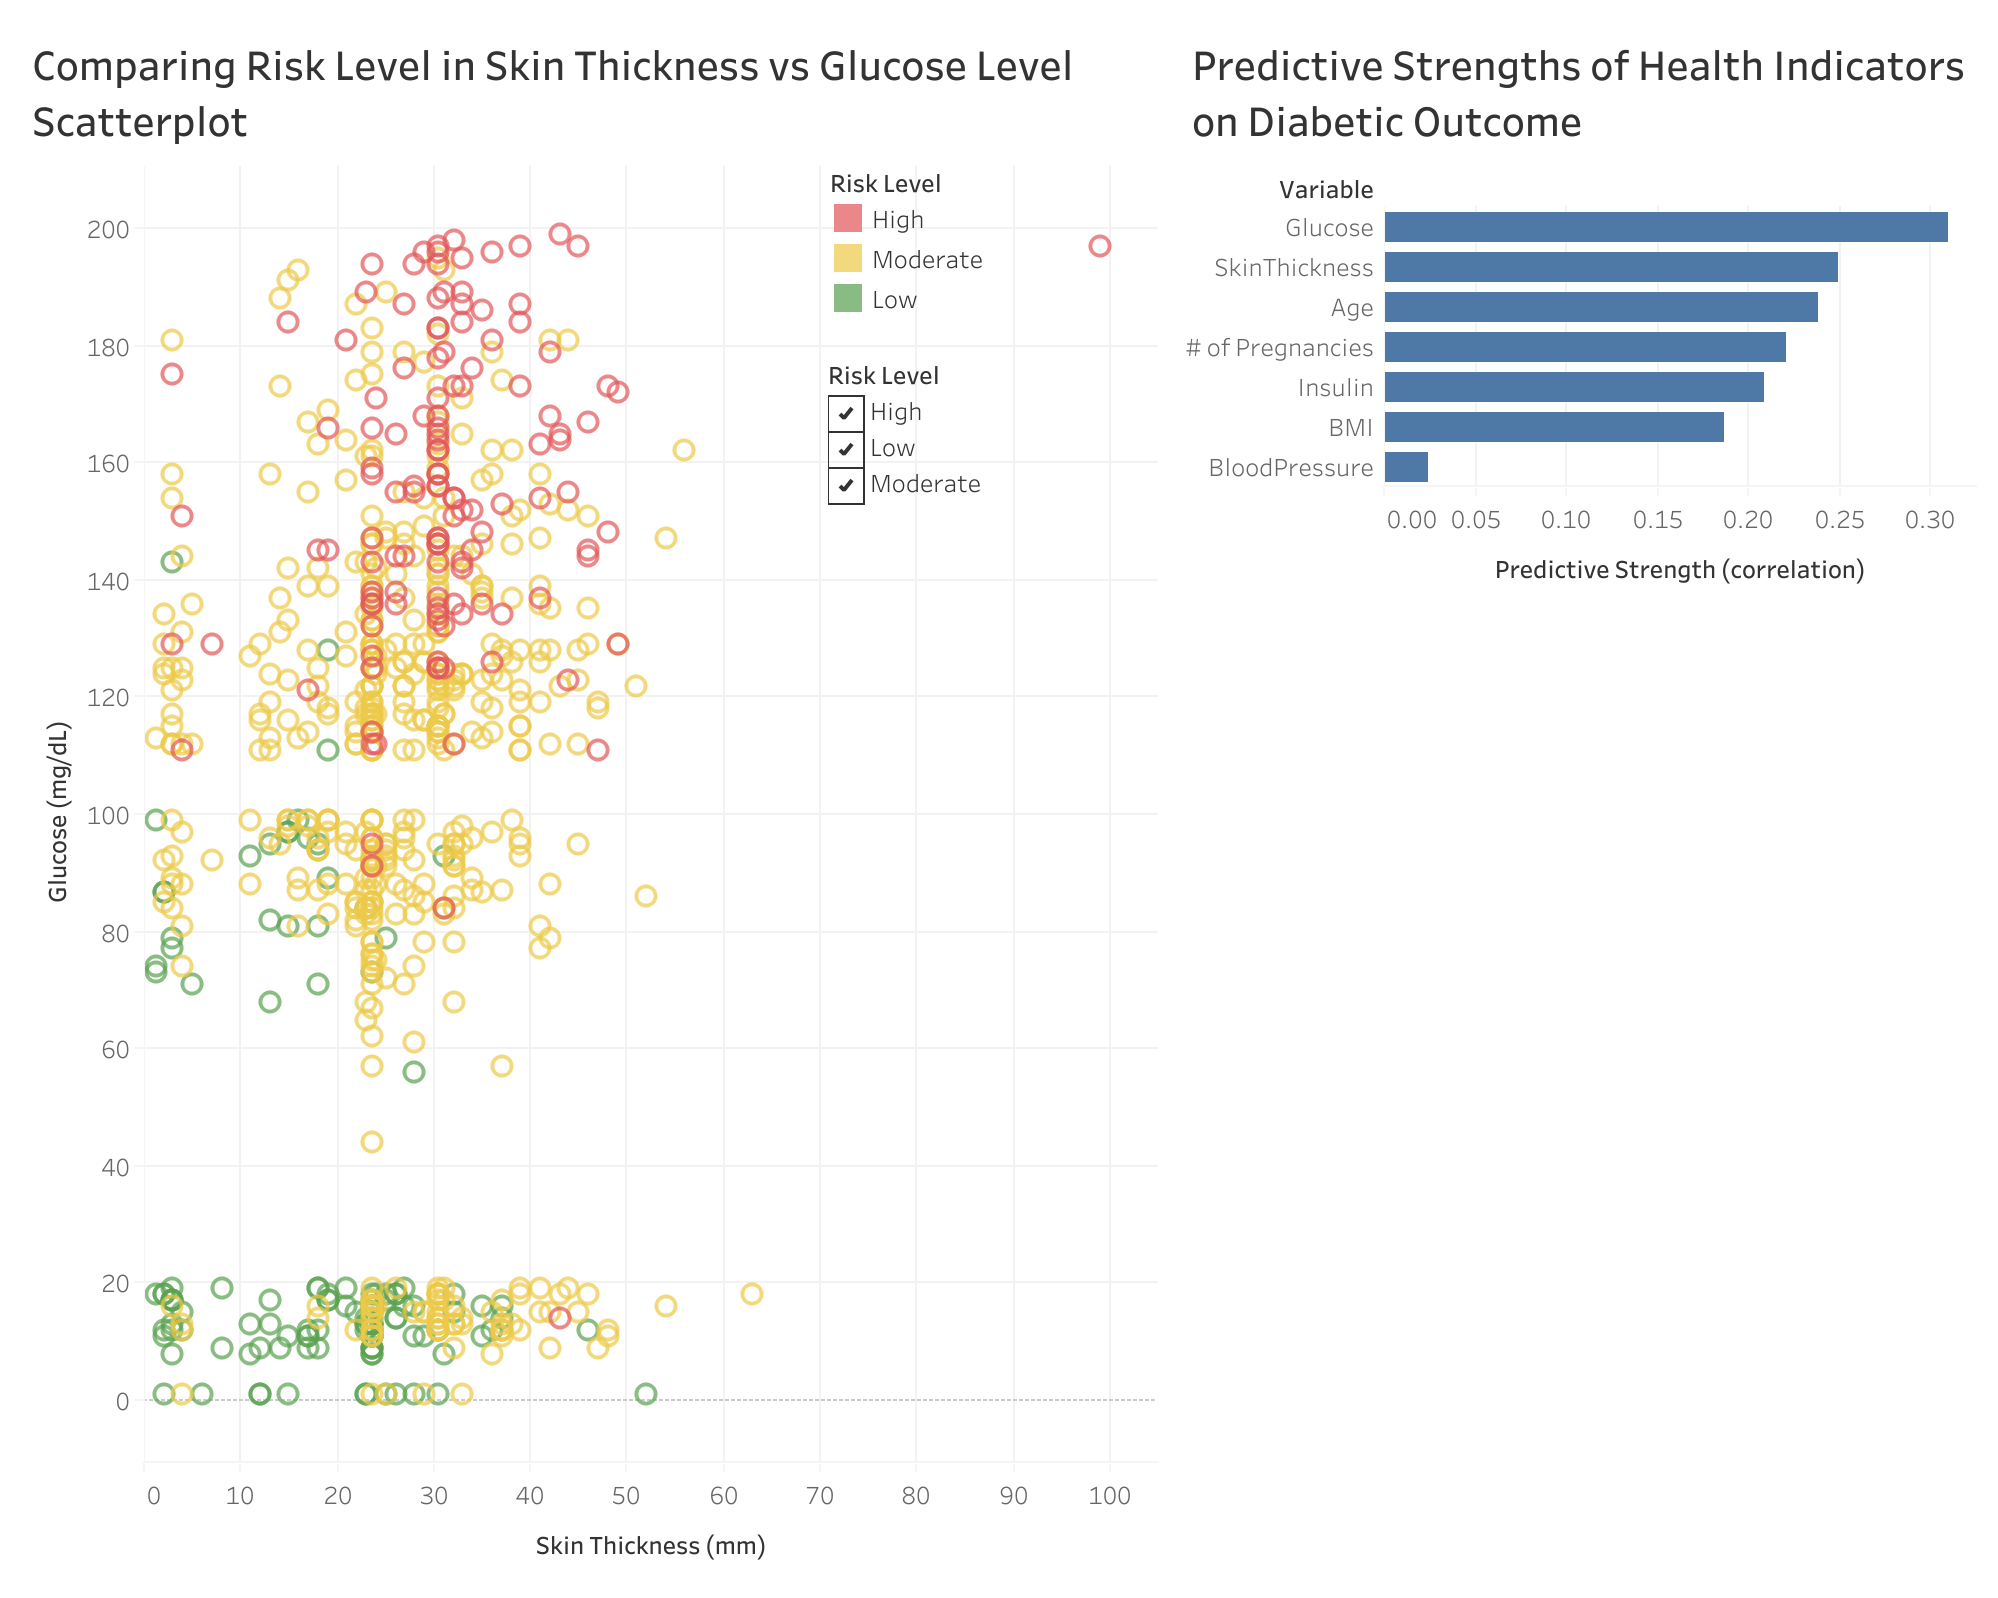 Comparing Risk Level in Skin Thickness vs Glucose Level
Scatterplot
Risk Level
High
Moderate
Low
Risk Level
High
Low
Moderate
200
180
160
140
120
100
80
60
40
20
0
Glucose (mg/dL)
0 10 20 30 40 50 60 70 80 90 100
Skin Thickness (mm)
Predictive Strengths of Health Indicators
on Diabetic Outcome
Variable
Glucose
SkinThickness
Age
# of Pregnancies
Insulin
BMI
BloodPressure
0.00 0.05 0.10 0.15 0.20 0.25 0.30
Predictive Strength (correlation)